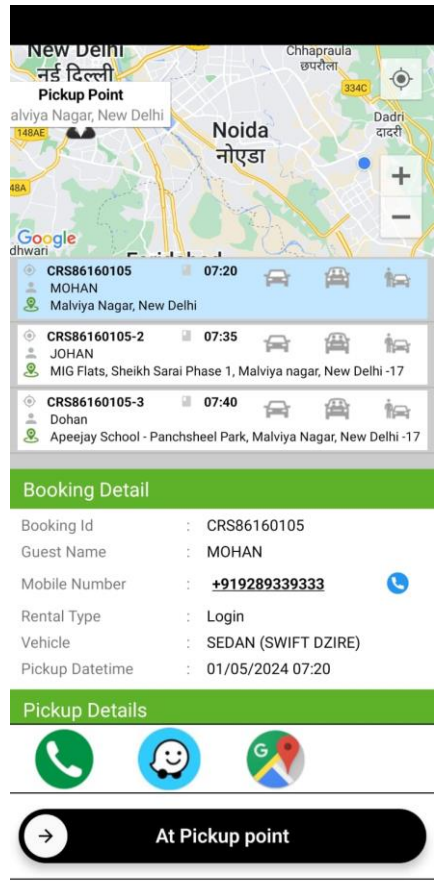 New Delhi
नई दिल्ली
Chhapraula
छपरौला
334C
Pickup Point
alviya Nagar, New Delhi
148AE
Noida
नोएडा
Dadri
दादरी
+
48A
−
Google
dhwari
Faridabad
CRS86160105 07:20
MOHAN
Malviya Nagar, New Delhi
CRS86160105-2 07:35
JOHAN
MIG Flats, Sheikh Sarai Phase 1, Malviya nagar, New Delhi -17
CRS86160105-3 07:40
Dohan
Apeejay School - Panchsheel Park, Malviya Nagar, New Delhi -17
Booking Detail
Booking Id : CRS86160105
Guest Name : MOHAN
Mobile Number : +919289339333
Rental Type : Login
Vehicle : SEDAN (SWIFT DZIRE)
Pickup Datetime : 01/05/2024 07:20
Pickup Details
G
At Pickup point